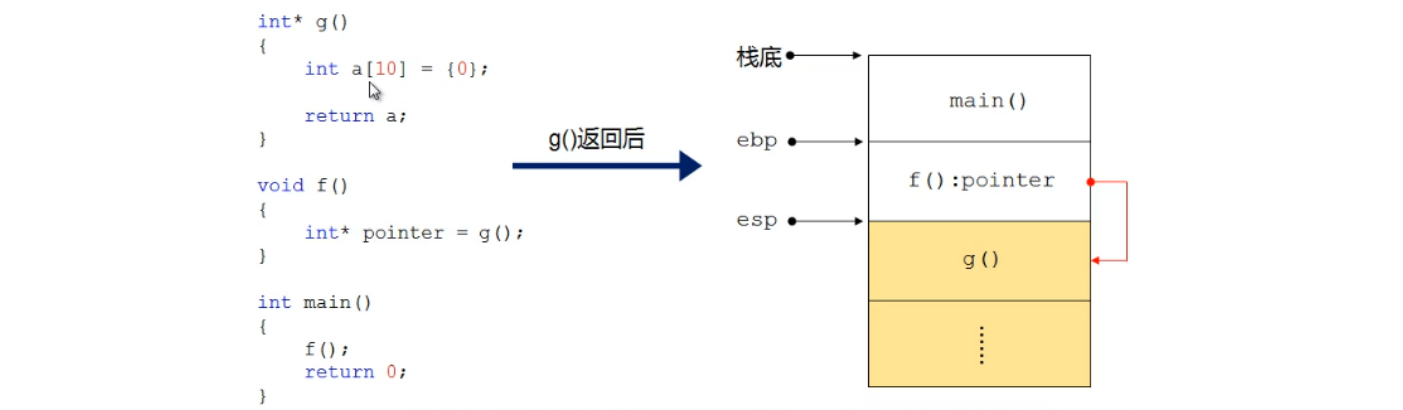 int* g()
{
int a[10] = {0};
return a;
}
void f()
{
int* pointer = g();
}
int main()
{
f();
return 0;
}
g()返回后
栈底
main()
ebp
f():pointer
esp
g()